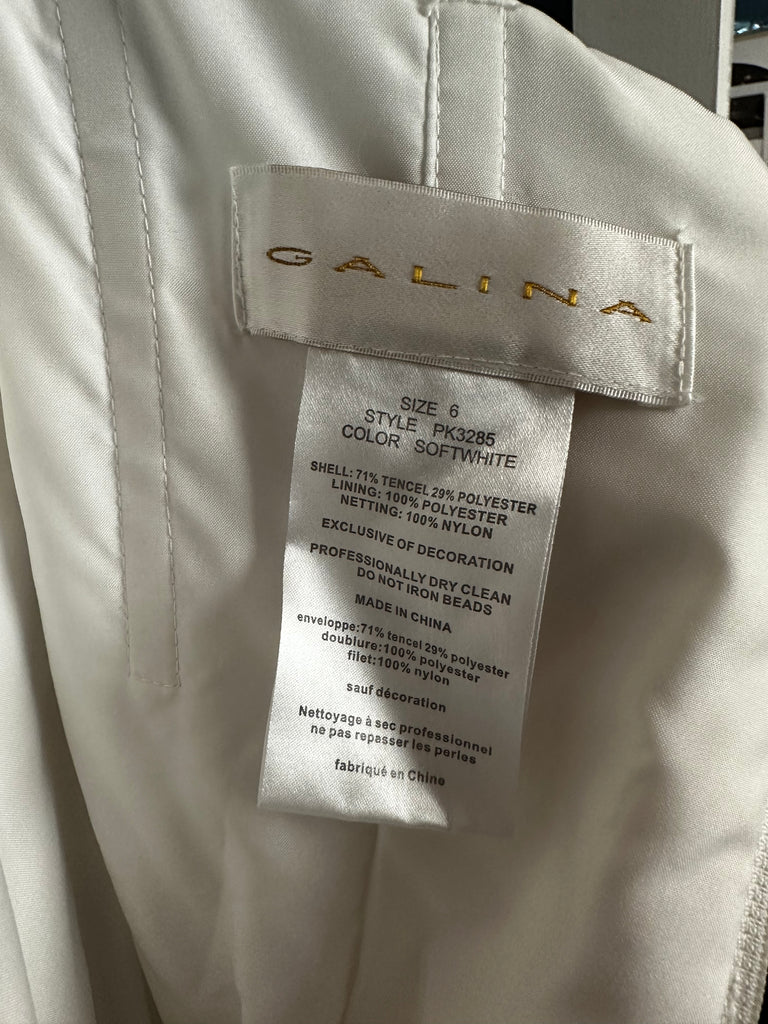 GALINA
SIZE 6
STYLE PK3285
COLOR SOFTWHITE
SHELL: 71% TENCEL 29% POLYESTER
LINING: 100% POLYESTER
NETTING: 100% NYLON
EXCLUSIVE OF DECORATION
PROFESSIONALLY DRY CLEAN
DO NOT IRON BEADS
MADE IN CHINA
enveloppe:71% tencel 29% polyester
doublure:100% polyester
filet:100% nylon
sauf décoration
Nettoyage à sec professionnel
ne pas repasser les perles
fabriqué en Chine